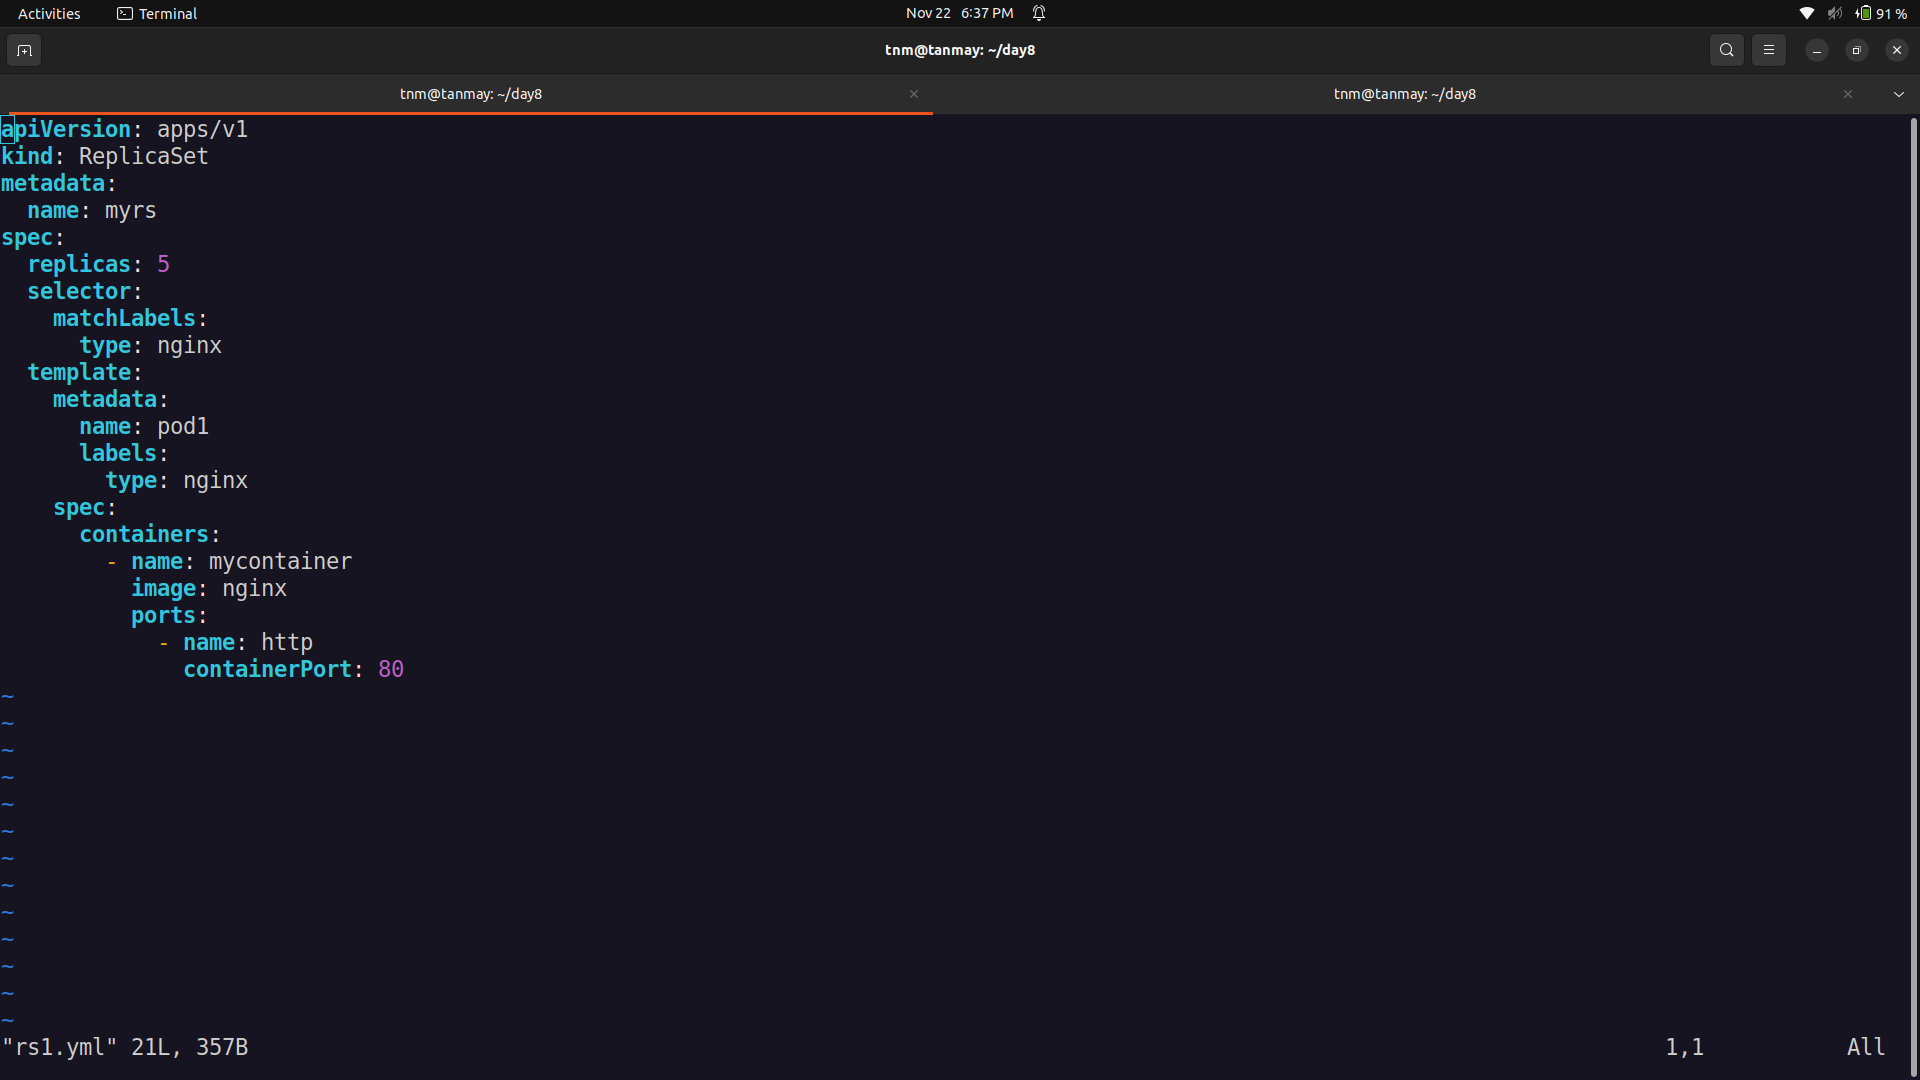 Activities Terminal Nov 22 6:37 PM 91 %
tnm@tanmay: ~/day8
tnm@tanmay: ~/day8 × tnm@tanmay: ~/day8 ×
apiVersion: apps/v1
kind: ReplicaSet
metadata:
  name: myrs
spec:
  replicas: 5
  selector:
    matchLabels:
      type: nginx
  template:
    metadata:
      name: pod1
      labels:
        type: nginx
    spec:
      containers:
        - name: mycontainer
          image: nginx
          ports:
            - name: http
              containerPort: 80
~
~
~
~
~
~
~
~
~
~
~
~
~
"rs1.yml" 21L, 357B 1,1 All